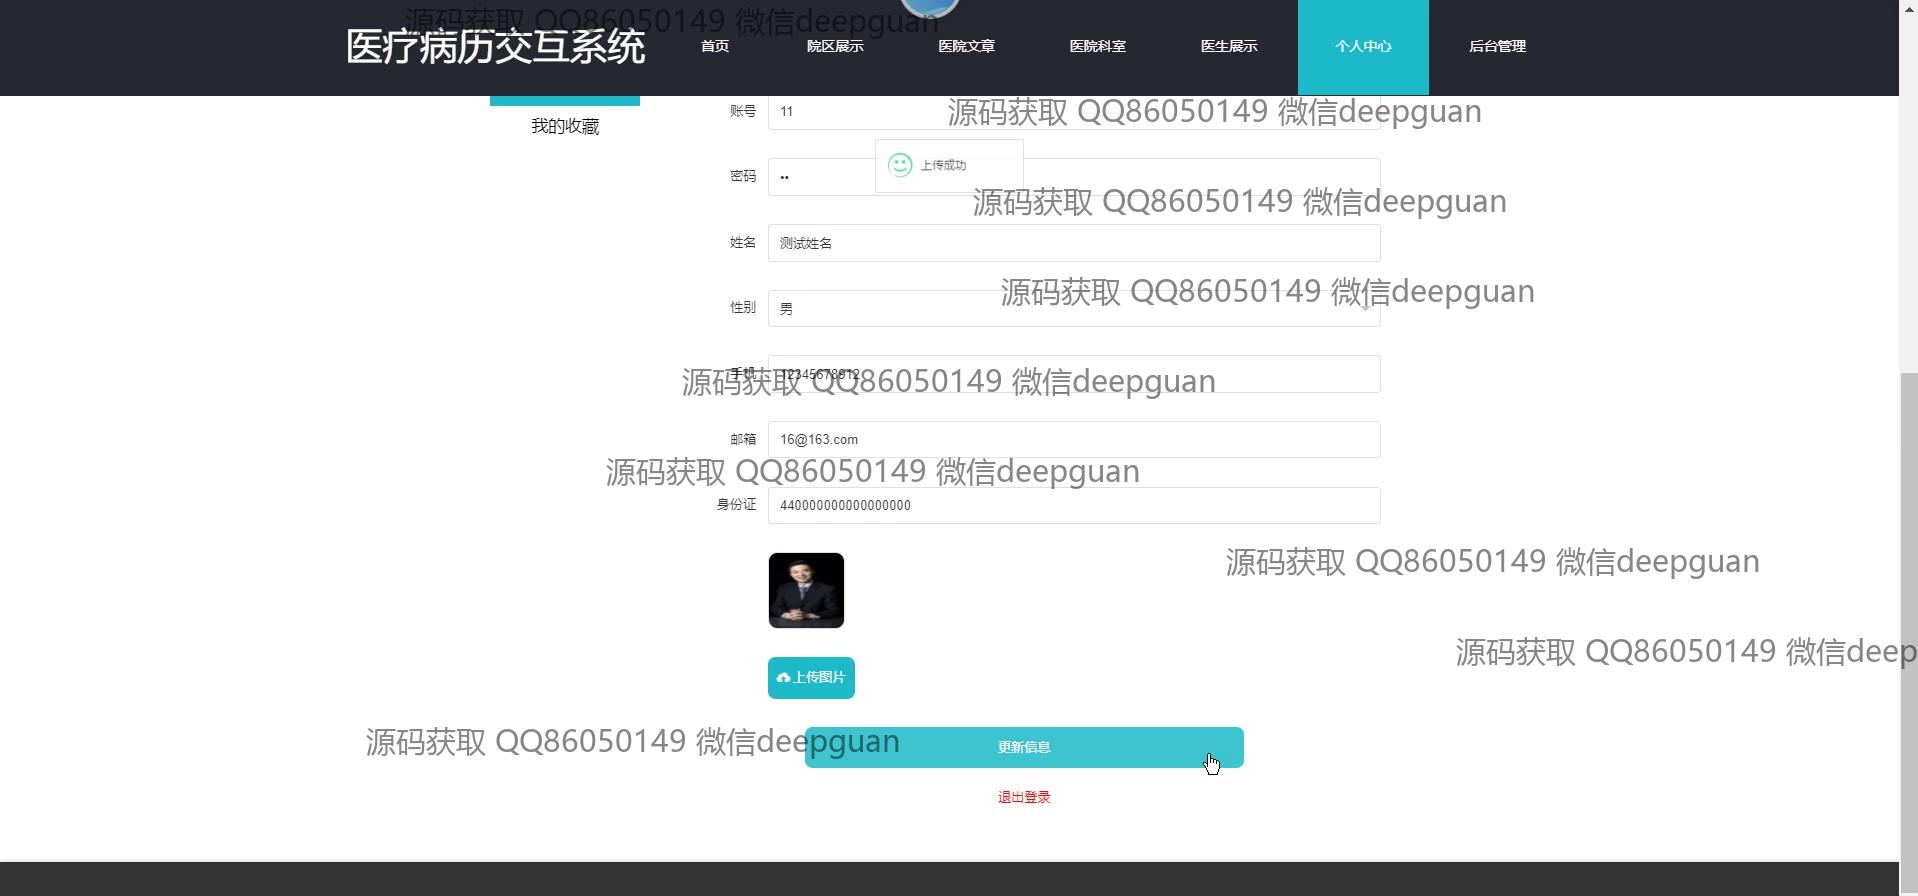 源码获取 QQ86050149 微信deepguan
医疗病历交互系统
首页
院区展示
医院文章
医院科室
医生展示
个人中心
后台管理
我的收藏
账号
11
源码获取 QQ86050149 微信deepguan
上传成功
密码
••
源码获取 QQ86050149 微信deepguan
姓名
测试姓名
源码获取 QQ86050149 微信deepguan
性别
男
手机
12345678912
源码获取 QQ86050149 微信deepguan
邮箱
16@163.com
源码获取 QQ86050149 微信deepguan
身份证
440000000000000000
源码获取 QQ86050149 微信deepguan
源码获取 QQ86050149 微信deep
上传图片
源码获取 QQ86050149 微信deepguan
更新信息
退出登录